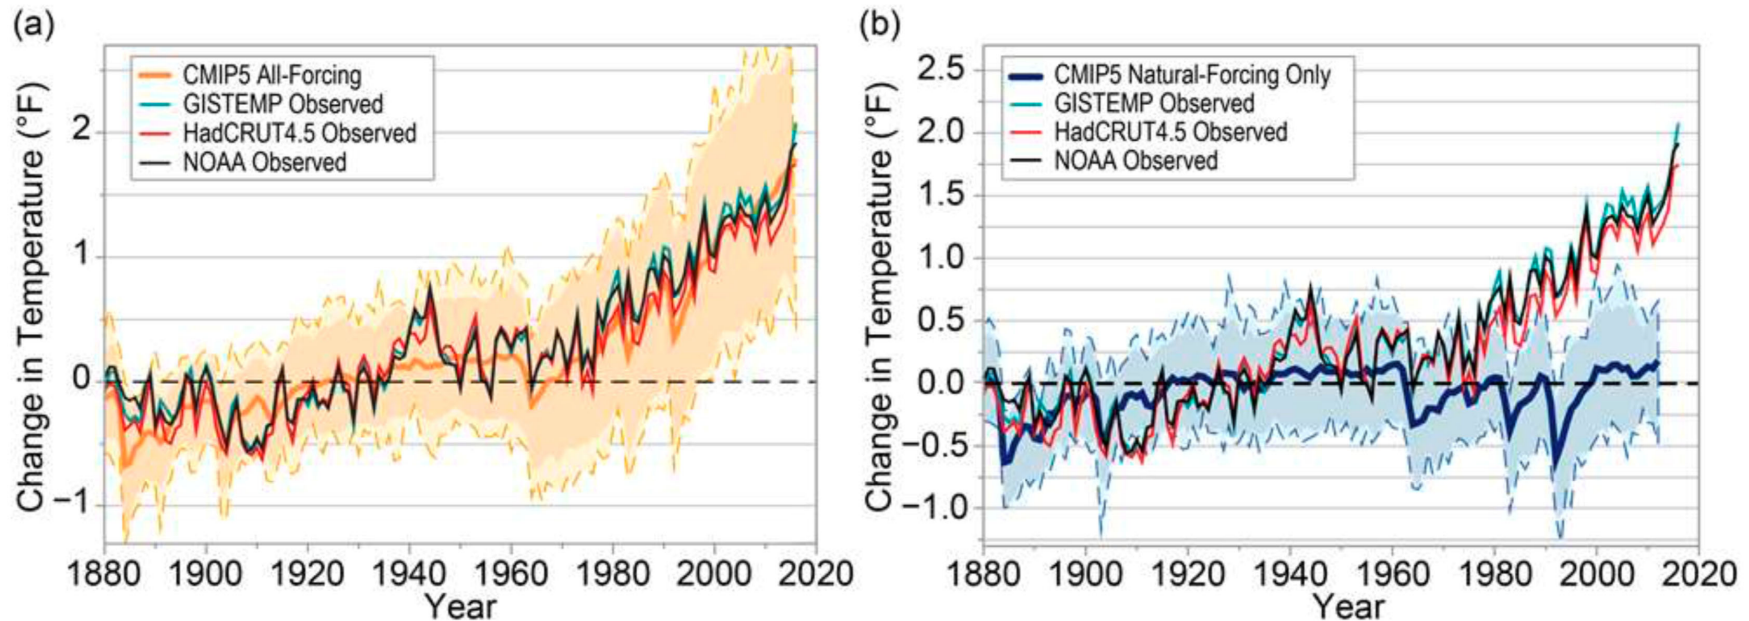 (a)
CMIP5 All-Forcing
GISTEMP Observed
HadCRUT4.5 Observed
NOAA Observed
Change in Temperature (°F)
2
1
0
−1
1880 1900 1920 1940 1960 1980 2000 2020
Year
(b)
CMIP5 Natural-Forcing Only
GISTEMP Observed
HadCRUT4.5 Observed
NOAA Observed
Change in Temperature (°F)
2.5
2.0
1.5
1.0
0.5
0.0
−0.5
−1.0
1880 1900 1920 1940 1960 1980 2000 2020
Year